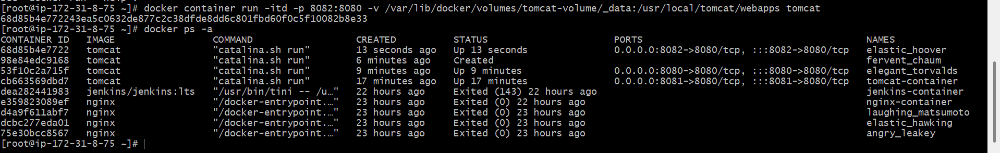 [root@ip-172-31-8-75 ~]# docker container run -itd -p 8082:8080 -v /var/lib/docker/volumes/tomcat-volume/_data:/usr/local/tomcat/webapps tomcat
68d85b4e772243ea5c0632de877c2c38dfde8dd6c801fbd60f0c5f10082b8e33
[root@ip-172-31-8-75 ~]# docker ps -a
CONTAINER ID   IMAGE                 COMMAND                  CREATED          STATUS                      PORTS                                       NAMES
68d85b4e7722   tomcat                "catalina.sh run"        13 seconds ago   Up 13 seconds               0.0.0.0:8082->8080/tcp, :::8082->8080/tcp   elastic_hoover
98e84edc9168   tomcat                "catalina.sh run"        6 minutes ago    Created                                                                 fervent_chaum
53f10c2a715f   tomcat                "catalina.sh run"        9 minutes ago    Up 9 minutes                0.0.0.0:8080->8080/tcp, :::8080->8080/tcp   elegant_torvalds
cb663569dbd7   tomcat                "catalina.sh run"        17 minutes ago   Up 17 minutes               0.0.0.0:8081->8080/tcp, :::8081->8080/tcp   tomcat-container
dea282441983   jenkins/jenkins:lts   "/usr/bin/tini -- /u…"   22 hours ago     Exited (143) 22 hours ago                                               jenkins-container
e359823089ef   nginx                 "/docker-entrypoint.…"   23 hours ago     Exited (0) 22 hours ago                                                 nginx-container
d4a9f611abf7   nginx                 "/docker-entrypoint.…"   23 hours ago     Exited (0) 23 hours ago                                                 laughing_matsumoto
dcbc277eda01   nginx                 "/docker-entrypoint.…"   23 hours ago     Exited (0) 23 hours ago                                                 elastic_hawking
75e30bcc8567   nginx                 "/docker-entrypoint.…"   23 hours ago     Exited (0) 23 hours ago                                                 angry_leakey
[root@ip-172-31-8-75 ~]#